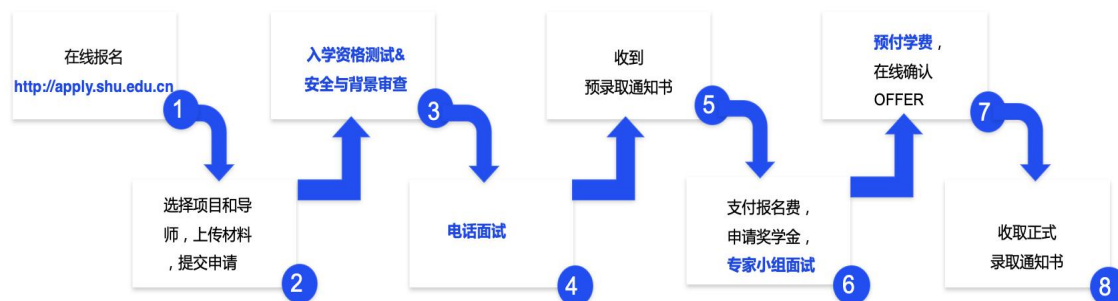 在线报名
http://apply.shu.edu.cn
1
选择项目和导
师，上传材料
，提交申请
2
入学资格测试&
安全与背景审查
3
电话面试
4
收到
预录取通知书
5
支付报名费，
申请奖学金，
专家小组面试
6
预付学费，
在线确认
OFFER
7
收取正式
录取通知书
8